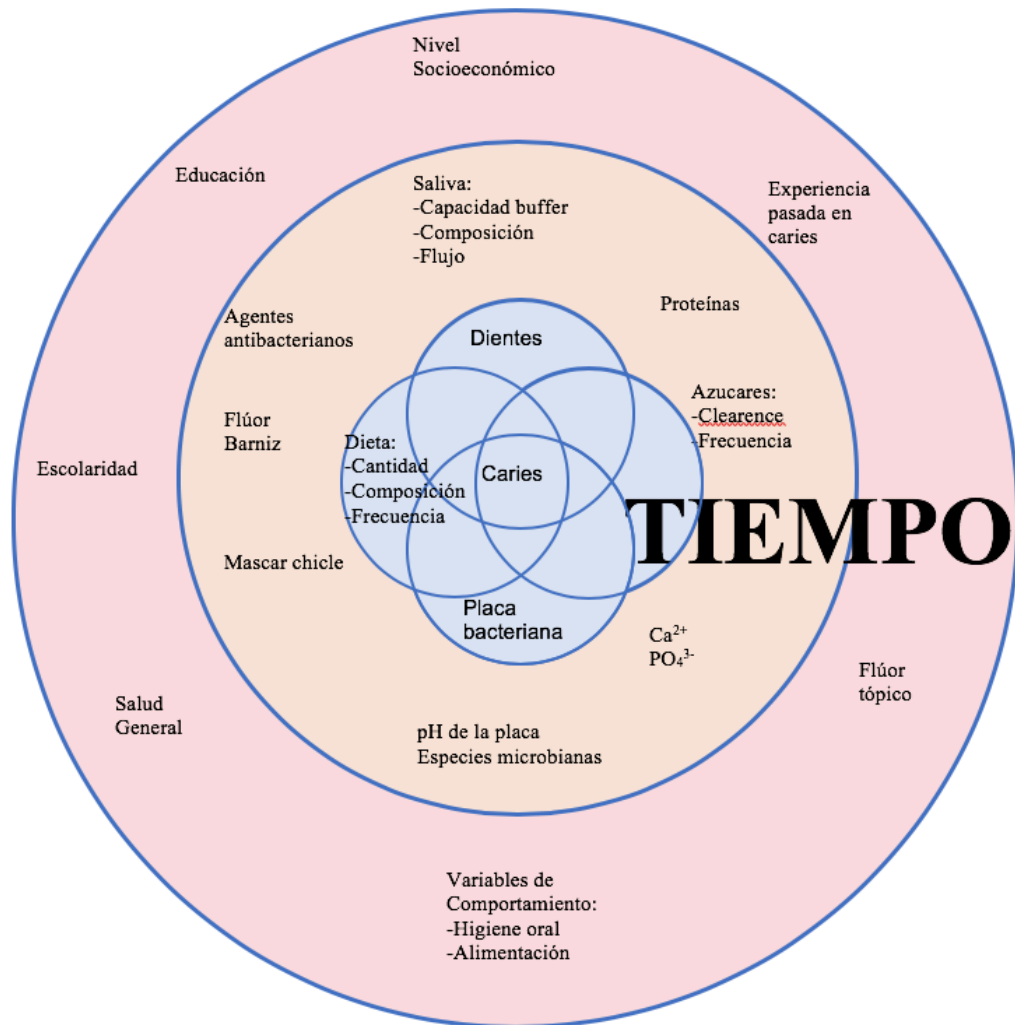 Nivel
Socioeconómico
Educación
Experiencia
pasada en
caries
Saliva:
-Capacidad buffer
-Composición
-Flujo
Proteínas
Agentes
antibacterianos
Dientes
Azucares:
-Clearence
-Frecuencia
Flúor
Barniz
Dieta:
-Cantidad
-Composición
-Frecuencia
Caries
Escolaridad
TIEMPO
Mascar chicle
Placa
bacteriana
Ca²⁺
PO₄³⁻
Flúor
tópico
Salud
General
pH de la placa
Especies microbianas
Variables de
Comportamiento:
-Higiene oral
-Alimentación